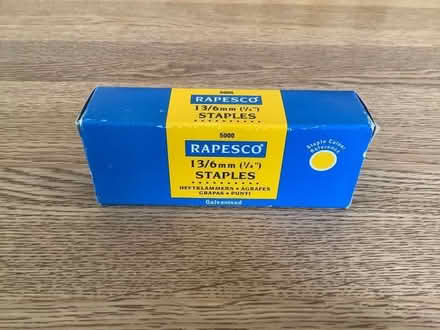 5000
RAPESCO
13/6mm (¼")
STAPLES
5000
RAPESCO
13/6mm (¼")
STAPLES
HEFTKLAMMERN • AGRAFES
GRAPAS • PUNTI
Galvanised
Staple Colour
Reference